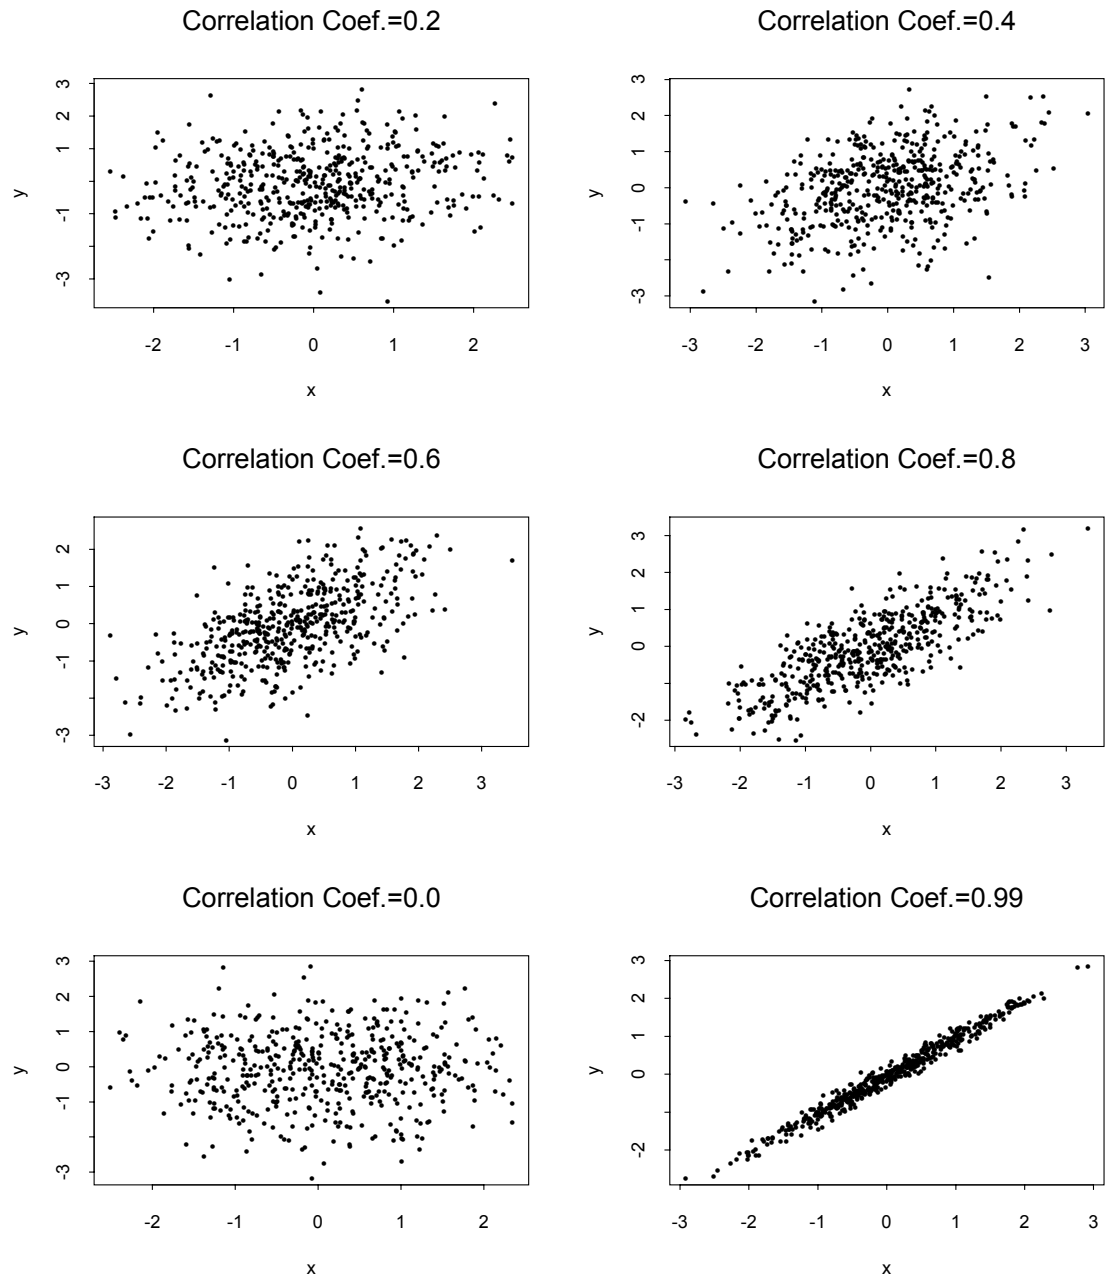 Correlation Coef.=0.2
3
2
1
-1
-3
y
-2 -1 0 1 2
x
Correlation Coef.=0.4
3
2
1
0
-1
-3
y
-3 -2 -1 0 1 2 3
x
Correlation Coef.=0.6
2
1
0
-1
-3
y
-3 -2 -1 0 1 2 3
x
Correlation Coef.=0.8
3
2
1
0
-2
y
-3 -2 -1 0 1 2 3
x
Correlation Coef.=0.0
3
2
1
0
-1
-3
y
-2 -1 0 1 2
x
Correlation Coef.=0.99
3
2
1
0
-2
y
-3 -2 -1 0 1 2 3
x